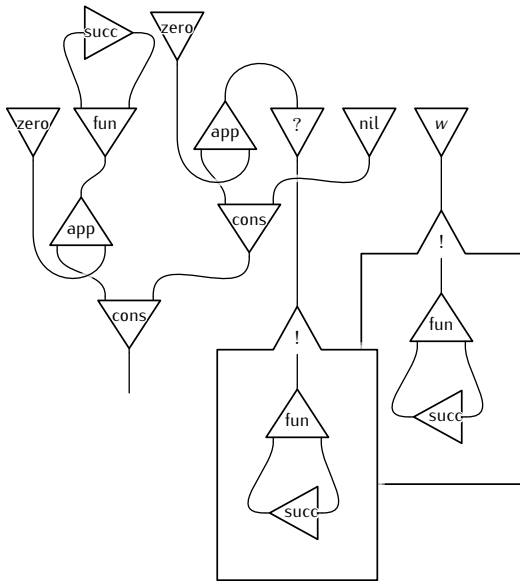 succ
zero
zero
fun
app
?
nil
w
app
cons
!
cons
fun
!
succ
fun
succ